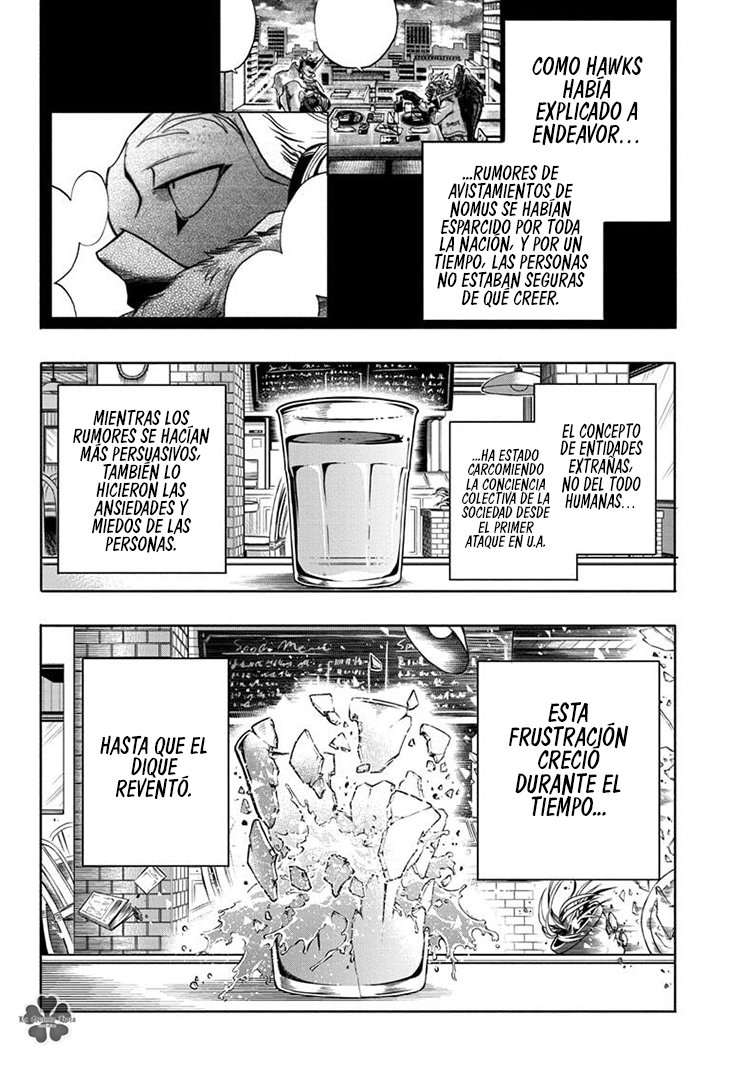 COMO HAWKS
HABÍA
EXPLICADO A
ENDEAVOR...
...RUMORES DE
AVISTAMIENTOS DE
NOMUS SE HABÍAN
ESPARCIDO POR TODA
LA NACIÓN, Y POR UN
TIEMPO, LAS PERSONAS
NO ESTABAN SEGURAS
DE QUÉ CREER.
EL CONCEPTO
DE ENTIDADES
EXTRAÑAS,
NO DEL TODO
HUMANAS...
...HA ESTADO
CARCOMIENDO
LA CONCIENCIA
COLECTIVA DE LA
SOCIEDAD DESDE
EL PRIMER
ATAQUE EN U.A.
MIENTRAS LOS
RUMORES SE HACÍAN
MÁS PERSUASIVOS,
TAMBIÉN LO
HICIERON LAS
ANSIEDADES Y
MIEDOS DE LAS
PERSONAS.
ESTA
FRUSTRACIÓN
CRECIÓ
DURANTE EL
TIEMPO...
HASTA QUE EL
DIQUE
REVENTÓ.